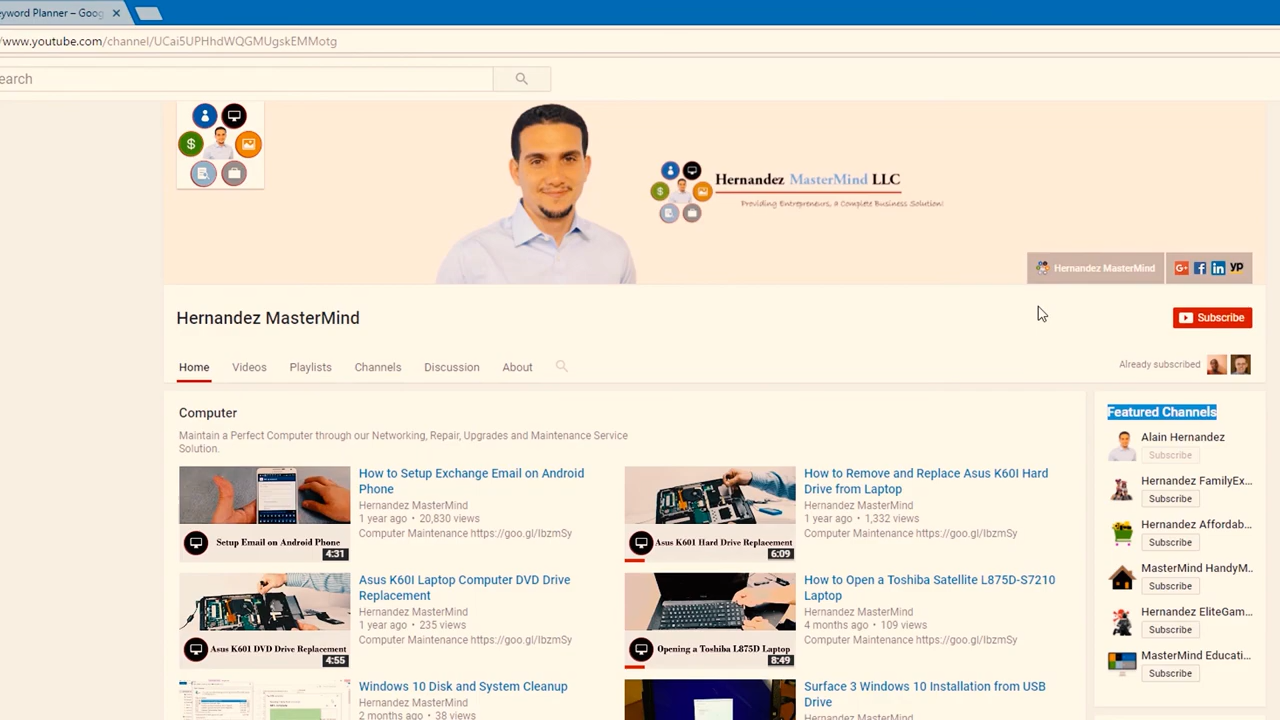 eyword Planner – Goog
/www.youtube.com/channel/UCai5UPHhdWQGMUgskEMMotg
earch
Hernandez MasterMind LLC
Providing Entrepreneurs, a Complete Business Solution!
Hernandez MasterMind
G+ f in yp
Hernandez MasterMind
Subscribe
Home Videos Playlists Channels Discussion About
Already subscribed
Computer
Maintain a Perfect Computer through our Networking, Repair, Upgrades and Maintenance Service
Solution.
Setup Email on Android Phone
4:31
How to Setup Exchange Email on Android
Phone
Hernandez MasterMind
1 year ago • 20,830 views
Computer Maintenance https://goo.gl/IbzmSy
Asus K601 Hard Drive Replacement
6:09
How to Remove and Replace Asus K60I Hard
Drive from Laptop
Hernandez MasterMind
1 year ago • 1,332 views
Computer Maintenance https://goo.gl/IbzmSy
Asus K601 DVD Drive Replacement
4:55
Asus K60I Laptop Computer DVD Drive
Replacement
Hernandez MasterMind
1 year ago • 235 views
Computer Maintenance https://goo.gl/IbzmSy
Opening a Toshiba L875D Laptop
8:49
How to Open a Toshiba Satellite L875D-S7210
Laptop
Hernandez MasterMind
4 months ago • 109 views
Computer Maintenance https://goo.gl/IbzmSy
Windows 10 Disk and System Cleanup
Hernandez MasterMind
2 months ago • 38 views
Surface 3 Windows 10 Installation from USB
Drive
Hernandez MasterMind
Featured Channels
Alain Hernandez
Subscribe
Hernandez FamilyEx...
Subscribe
Hernandez Affordab...
Subscribe
MasterMind HandyM...
Subscribe
Hernandez EliteGam...
Subscribe
MasterMind Educati...
Subscribe